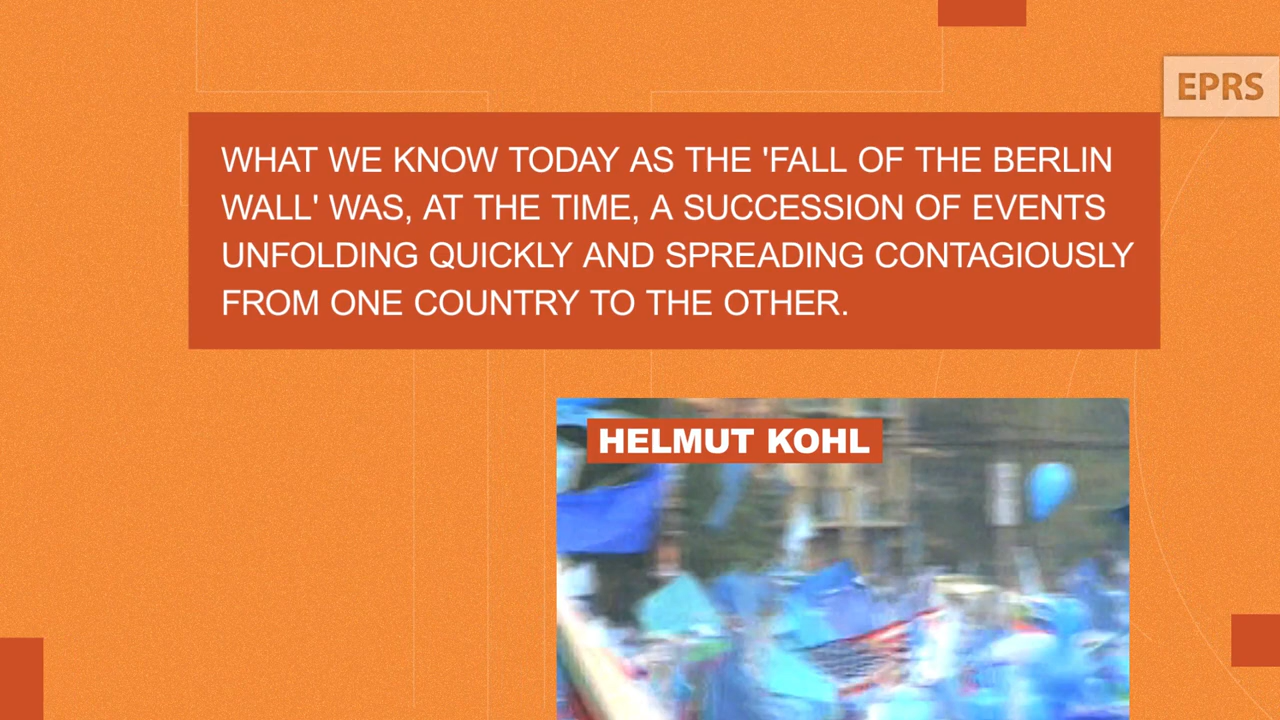 EPRS
WHAT WE KNOW TODAY AS THE 'FALL OF THE BERLIN
WALL' WAS, AT THE TIME, A SUCCESSION OF EVENTS
UNFOLDING QUICKLY AND SPREADING CONTAGIOUSLY
FROM ONE COUNTRY TO THE OTHER.
HELMUT KOHL